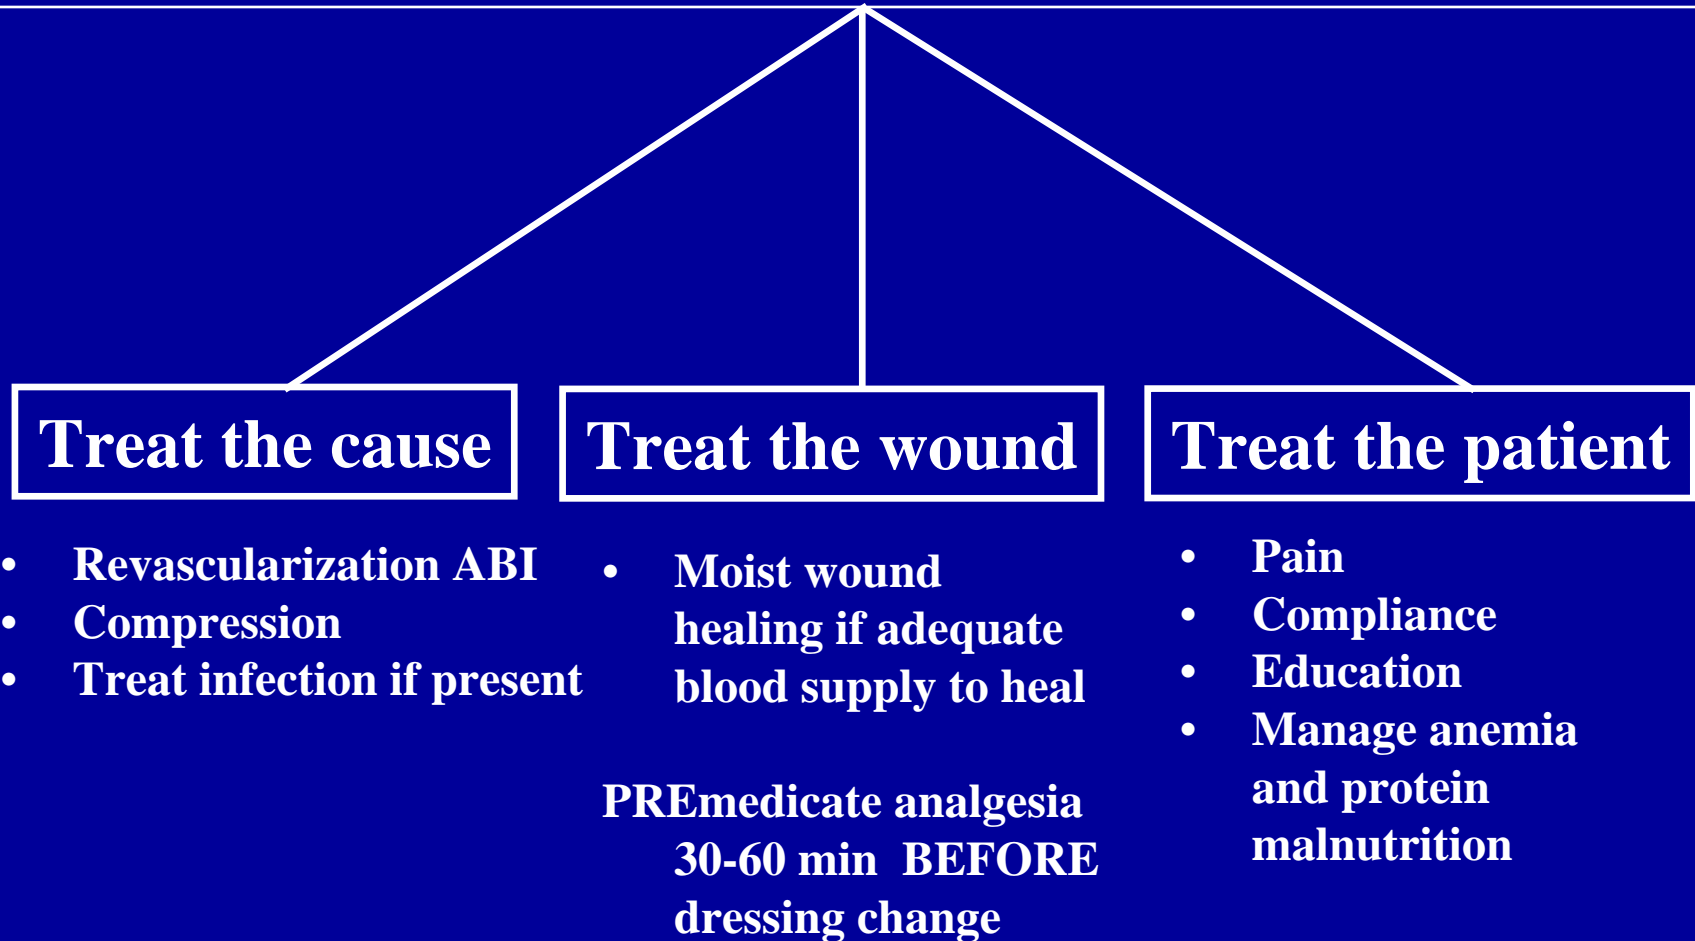 Treat the cause
• Revascularization ABI
• Compression
• Treat infection if present
Treat the wound
• Moist wound
healing if adequate
blood supply to heal
PREmedicate analgesia
30-60 min BEFORE
dressing change
Treat the patient
• Pain
• Compliance
• Education
• Manage anemia
and protein
malnutrition